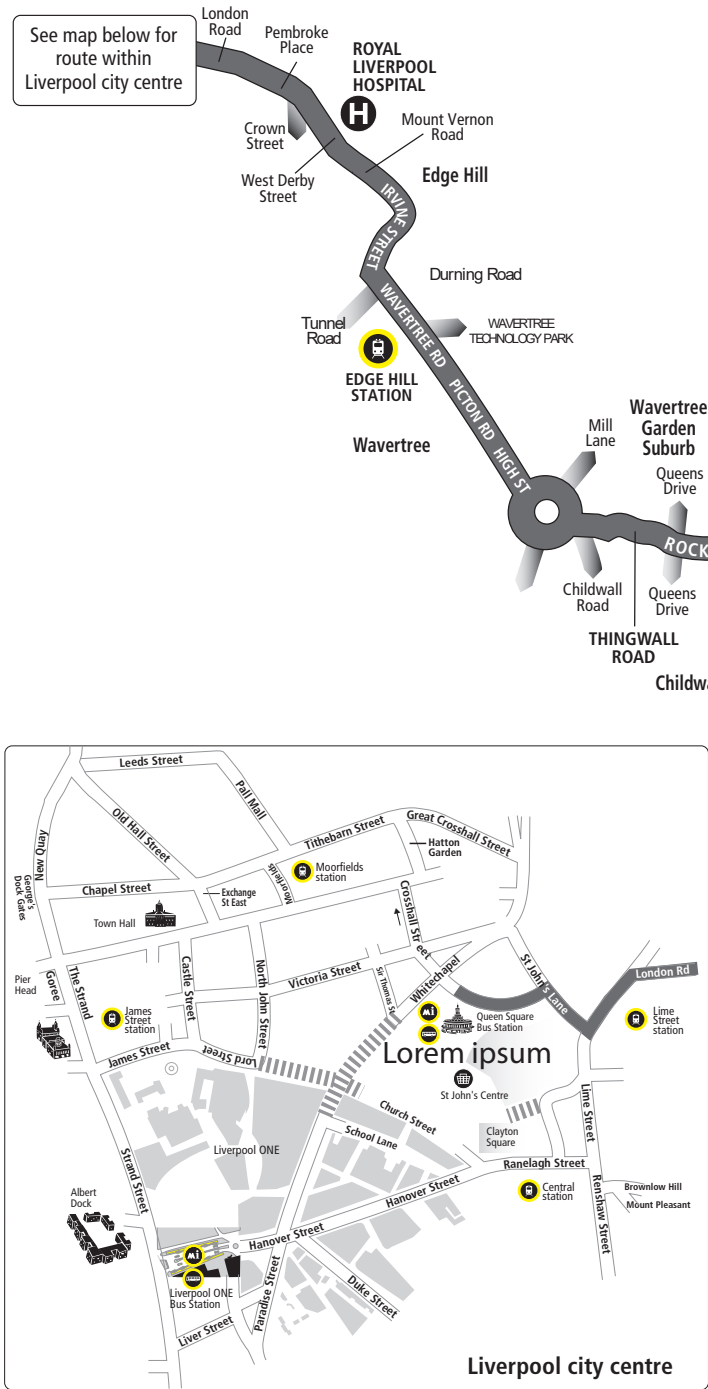 See map below for
route within
Liverpool city centre
London
Road
Pembroke
Place
ROYAL
LIVERPOOL
HOSPITAL
H
Crown
Street
Mount Vernon
Road
West Derby
Street
Edge Hill
IRVINE STREET
Durning Road
Tunnel
Road
WAVERTREE RD
WAVERTREE
TECHNOLOGY PARK
EDGE HILL
STATION
PICTON RD
Wavertree
HIGH ST
Mill
Lane
Wavertree
Garden
Suburb
Queens
Drive
ROCK
Childwall
Road
Queens
Drive
THINGWALL
ROAD
Childwa
Leeds Street
Pall Mall
Old Hall Street
New Quay
George's
Dock Gates
Tithebarn Street
Great Crosshall Street
Hatton
Garden
Moorfields
station
Moorfields
Chapel Street
Exchange
St East
Town Hall
Crosshall Street
Pier
Head
Goree
The Strand
Castle Street
North John Street
Victoria Street
Sir Thomas St
Whitechapel
St John's Lane
London Rd
James
Street
station
Mi
Queen Square
Bus Station
Lime
Street
station
James Street
Lord Street
Lorem ipsum
St John's Centre
Church Street
School Lane
Clayton
Square
Lime Street
Liverpool ONE
Ranelagh Street
Strand Street
Hanover Street
Central
station
Renshaw Street
Brownlow Hill
Mount Pleasant
Albert
Dock
Hanover Street
Mi
Liverpool ONE
Bus Station
Paradise Street
Duke Street
Liver Street
Liverpool city centre